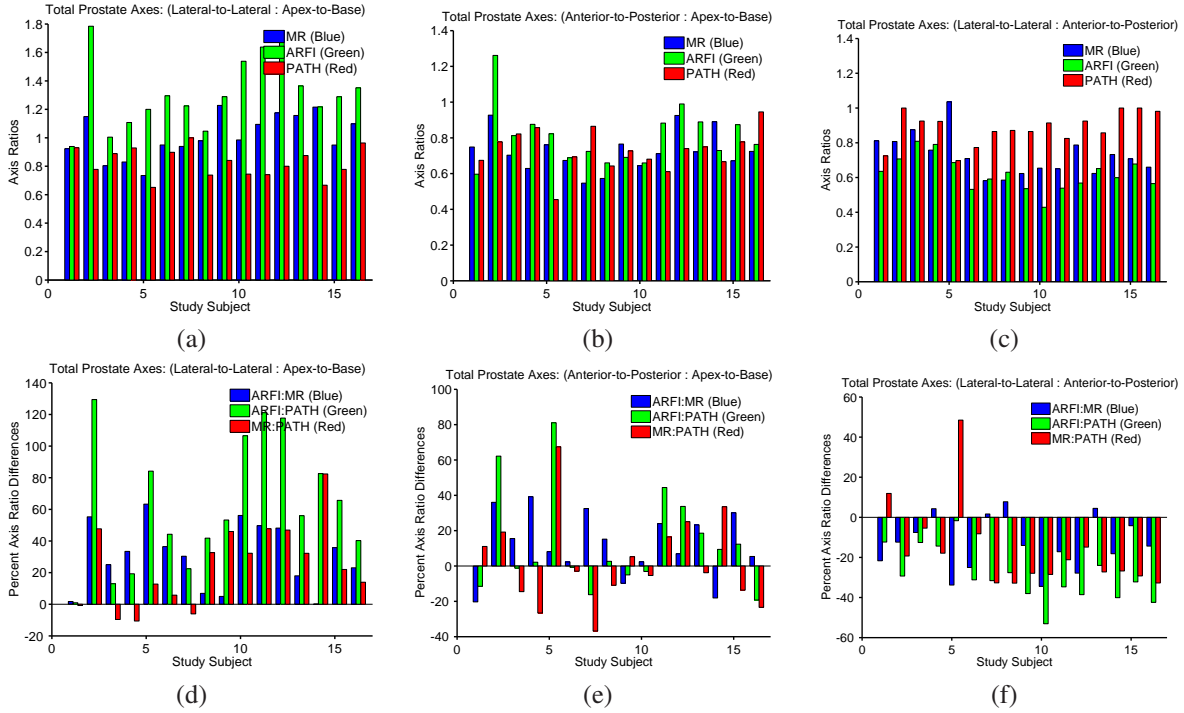 Total Prostate Axes: (Lateral-to-Lateral : Apex-to-Base)
1.8
1.6
1.4
1.2
1
0.8
0.6
0.4
0.2
0
Axis Ratios
MR (Blue)
ARFI (Green)
PATH (Red)
0 5 10 15
Study Subject
(a)
Total Prostate Axes: (Anterior-to-Posterior : Apex-to-Base)
1.4
1.2
1
0.8
0.6
0.4
0.2
0
Axis Ratios
MR (Blue)
ARFI (Green)
PATH (Red)
0 5 10 15
Study Subject
(b)
Total Prostate Axes: (Lateral-to-Lateral : Anterior-to-Posterior)
1.4
1.2
1
0.8
0.6
0.4
0.2
0
Axis Ratios
MR (Blue)
ARFI (Green)
PATH (Red)
0 5 10 15
Study Subject
(c)
Total Prostate Axes: (Lateral-to-Lateral : Apex-to-Base)
140
120
100
80
60
40
20
0
-20
Percent Axis Ratio Differences
ARFI:MR (Blue)
ARFI:PATH (Green)
MR:PATH (Red)
0 5 10 15
Study Subject
(d)
Total Prostate Axes: (Anterior-to-Posterior : Apex-to-Base)
100
80
60
40
20
0
-20
-40
Percent Axis Ratio Differences
ARFI:MR (Blue)
ARFI:PATH (Green)
MR:PATH (Red)
0 5 10 15
Study Subject
(e)
Total Prostate Axes: (Lateral-to-Lateral : Anterior-to-Posterior)
60
40
20
0
-20
-40
-60
Percent Axis Ratio Differences
ARFI:MR (Blue)
ARFI:PATH (Green)
MR:PATH (Red)
0 5 10 15
Study Subject
(f)